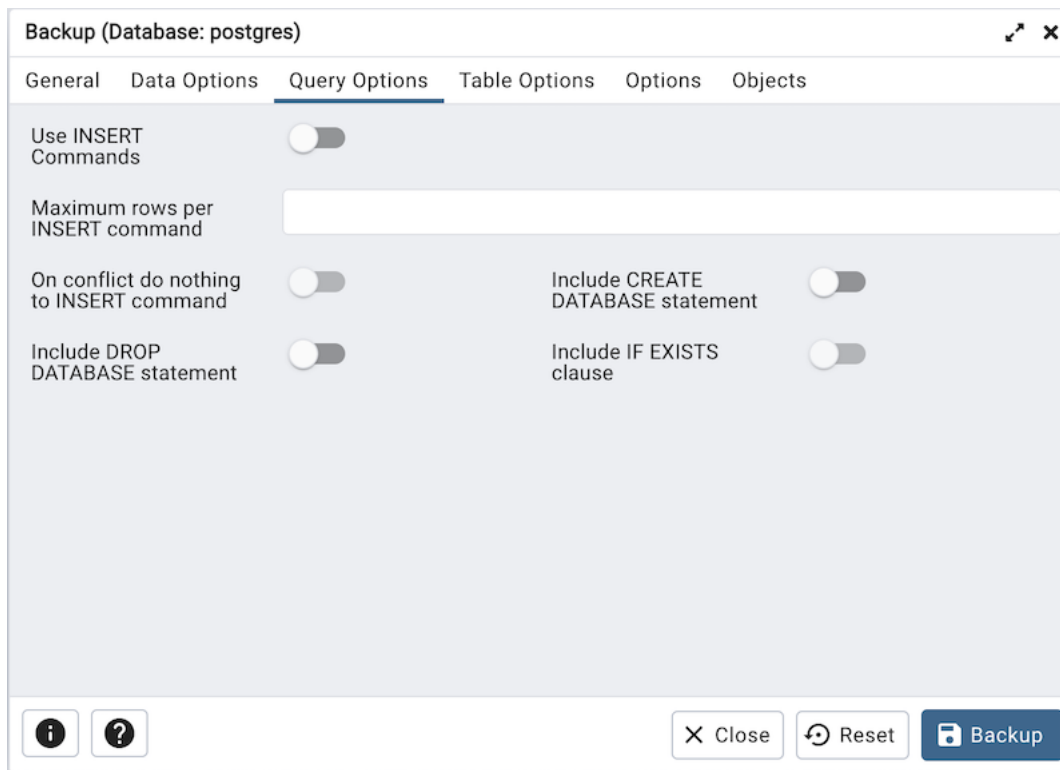 Backup (Database: postgres)
General Data Options Query Options Table Options Options Objects
Use INSERT
Commands
Maximum rows per
INSERT command
On conflict do nothing
to INSERT command
Include CREATE
DATABASE statement
Include DROP
DATABASE statement
Include IF EXISTS
clause
Close Reset Backup